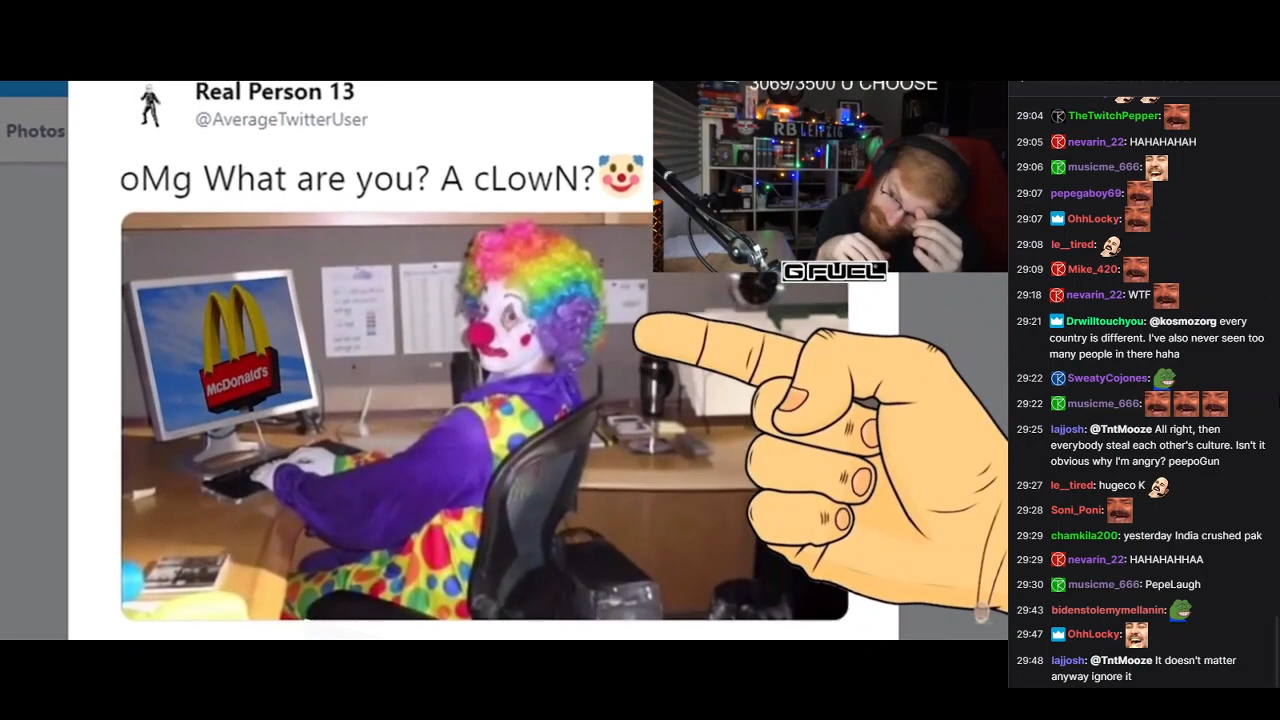 Photos
Real Person 13
@AverageTwitterUser
oMg What are you? A cLowN?🤡
McDonald's
3069/3500 U CHOOSE
RB LEIPZIG
G FUEL
29:04 TheTwitchPepper:
29:05 nevarin_22: HAHAHAHAH
29:06 musicme_666:
29:07 pepegaboy69:
29:07 OhhLocky:
29:08 le__tired:
29:09 Mike_420:
29:18 nevarin_22: WTF
29:21 Drwilltouchyou: @kosmozorg every
country is different. I've also never seen too
many people in there haha
29:22 SweatyCojones:
29:22 musicme_666:
29:25 lajjosh: @TntMooze All right, then
everybody steal each other's culture. Isn't it
obvious why I'm angry? peepoGun
29:27 le__tired: hugeco K
29:28 Soni_Poni:
29:29 chamkila200: yesterday India crushed pak
29:29 nevarin_22: HAHAHAHHAA
29:30 musicme_666: PepeLaugh
29:43 bidenstolemymellanin:
29:47 OhhLocky:
29:48 lajjosh: @TntMooze It doesn't matter
anyway ignore it